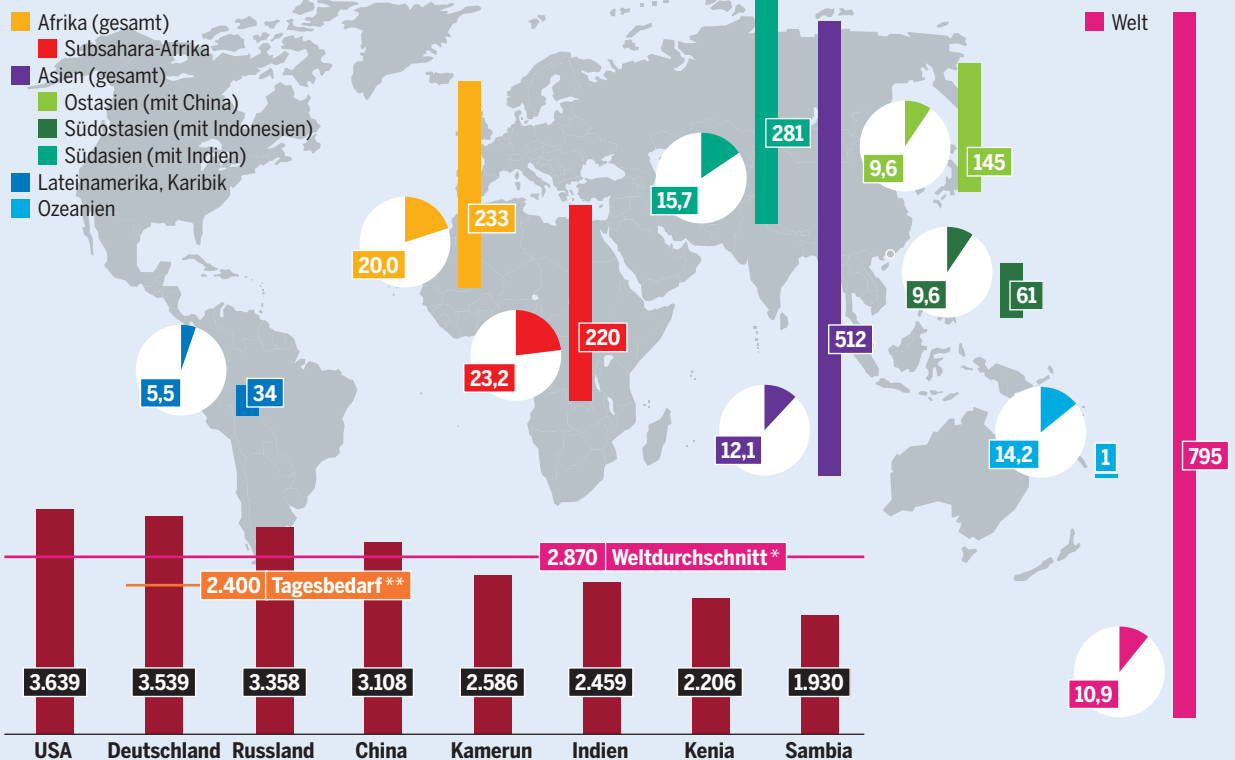 Afrika (gesamt)
Subsahara-Afrika
Asien (gesamt)
Ostasien (mit China)
Südostasien (mit Indonesien)
Südasien (mit Indien)
Lateinamerika, Karibik
Ozeanien
Welt
281
9,6
145
15,7
233
20,0
9,6
61
220
23,2
512
5,5
34
12,1
14,2
1
795
2.870 Weltdurchschnitt *
2.400 Tagesbedarf **
3.639
3.539
3.358
3.108
2.586
2.459
2.206
1.930
10,9
USA
Deutschland
Russland
China
Kamerun
Indien
Kenia
Sambia